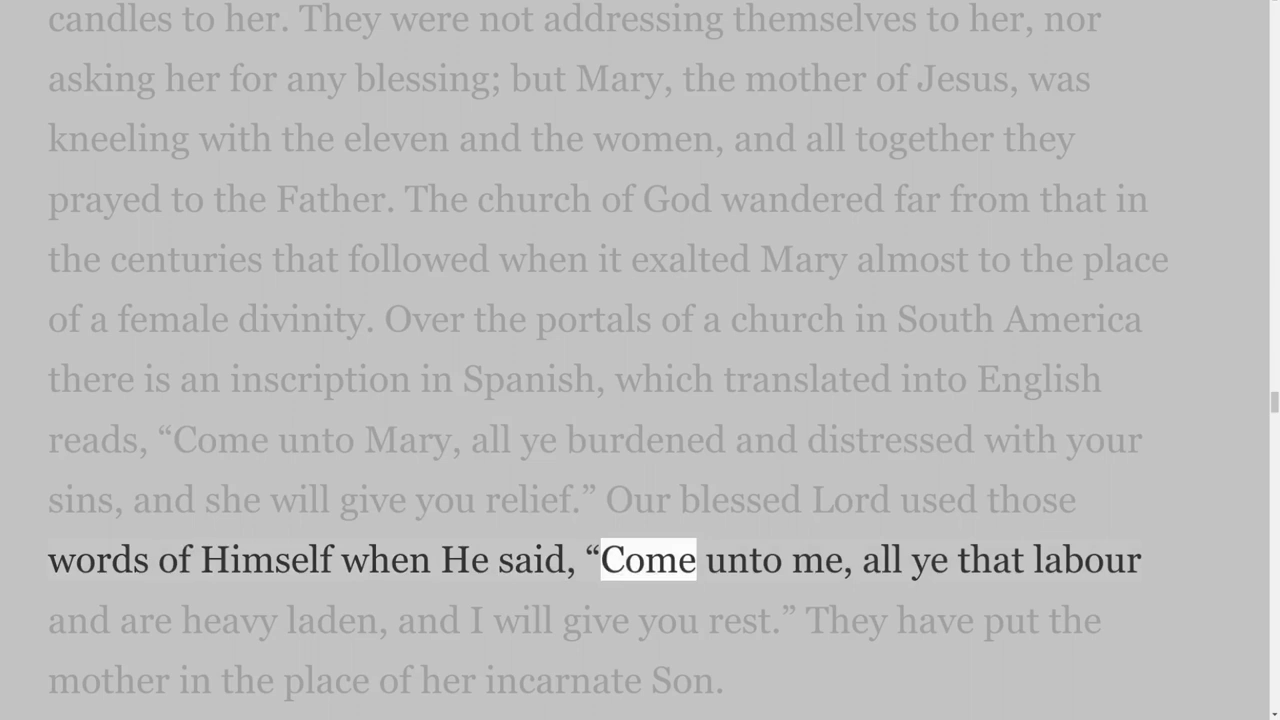 candles to her. They were not addressing themselves to her, nor
asking her for any blessing; but Mary, the mother of Jesus, was
kneeling with the eleven and the women, and all together they
prayed to the Father. The church of God wandered far from that in
the centuries that followed when it exalted Mary almost to the place
of a female divinity. Over the portals of a church in South America
there is an inscription in Spanish, which translated into English
reads, “Come unto Mary, all ye burdened and distressed with your
sins, and she will give you relief.” Our blessed Lord used those
words of Himself when He said, “Come unto me, all ye that labour
and are heavy laden, and I will give you rest.” They have put the
mother in the place of her incarnate Son.